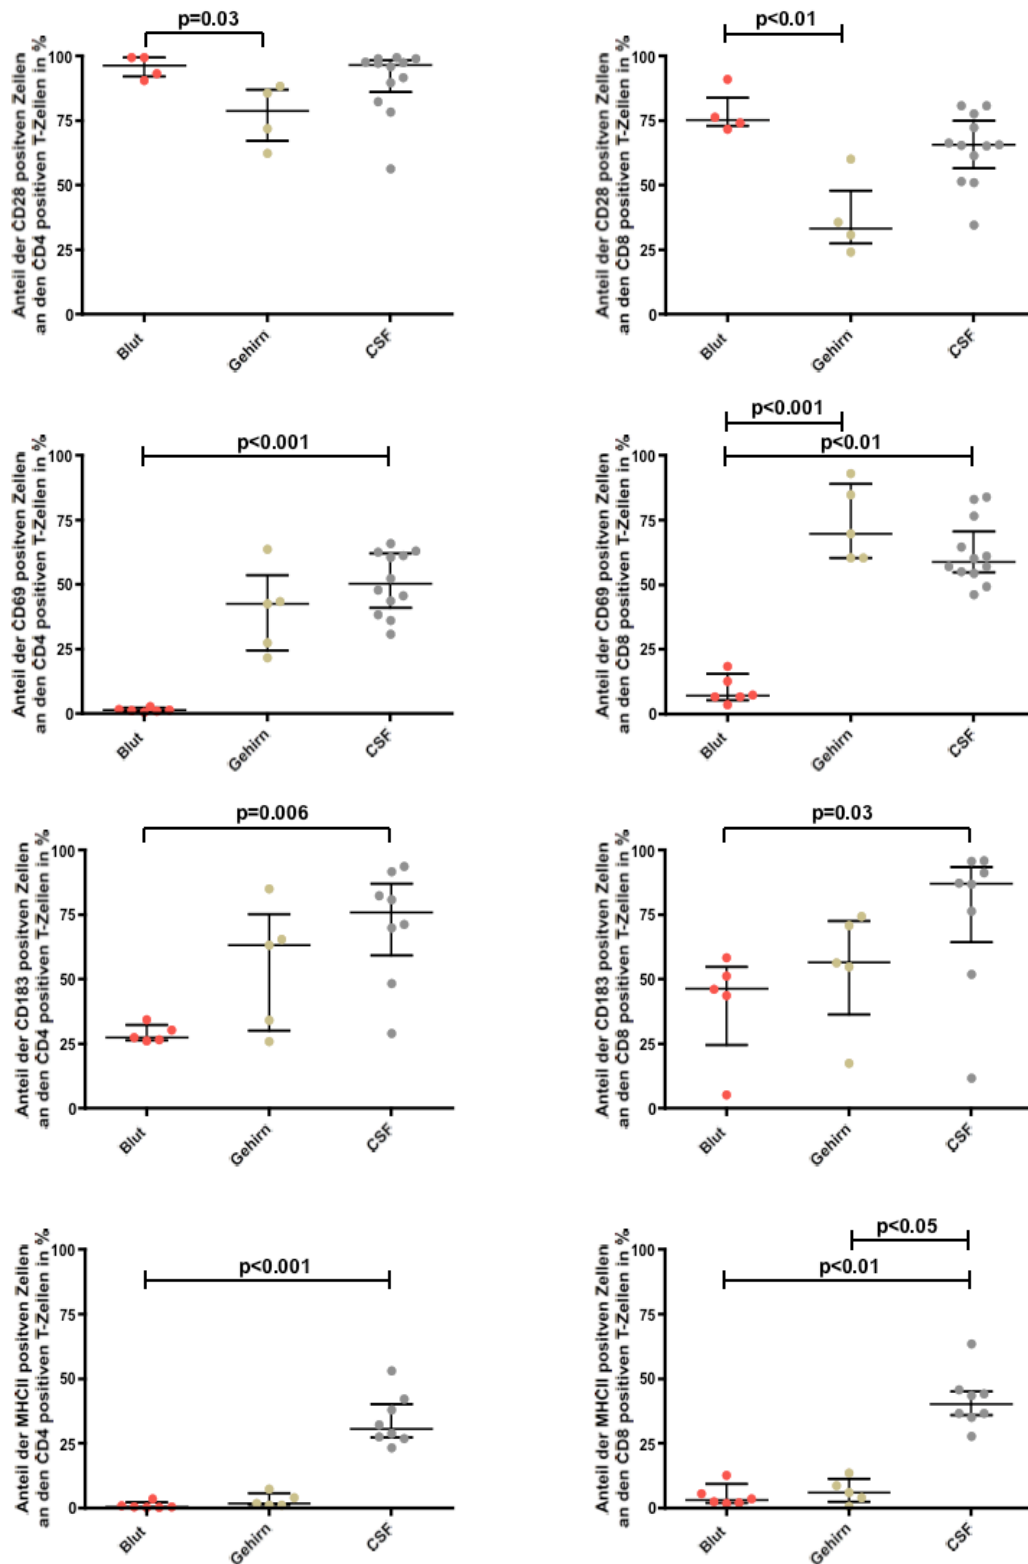 p=0.03
Anteil der CD28 positven Zellen
an den CD4 positiven T-Zellen in %
100
75
50
25
0
Blut
Gehirn
CSF
p<0.01
Anteil der CD28 positven Zellen
an den CD8 positiven T-Zellen in %
100
75
50
25
0
Blut
Gehirn
CSF
p<0.001
Anteil der CD69 positven Zellen
an den CD4 positiven T-Zellen in %
100
75
50
25
0
Blut
Gehirn
CSF
p<0.001
p<0.01
Anteil der CD69 positven Zellen
an den CD8 positiven T-Zellen in %
100
75
50
25
0
Blut
Gehirn
CSF
p=0.006
Anteil der CD183 positven Zellen
an den CD4 positiven T-Zellen in %
100
75
50
25
0
Blut
Gehirn
CSF
p=0.03
Anteil der CD183 positven Zellen
an den CD8 positiven T-Zellen in %
100
75
50
25
0
Blut
Gehirn
CSF
p<0.001
Anteil der MHCII positven Zellen
an den CD4 positiven T-Zellen in %
100
75
50
25
0
Blut
Gehirn
CSF
p<0.05
p<0.01
Anteil der MHCII positven Zellen
an den CD8 positiven T-Zellen in %
100
75
50
25
0
Blut
Gehirn
CSF